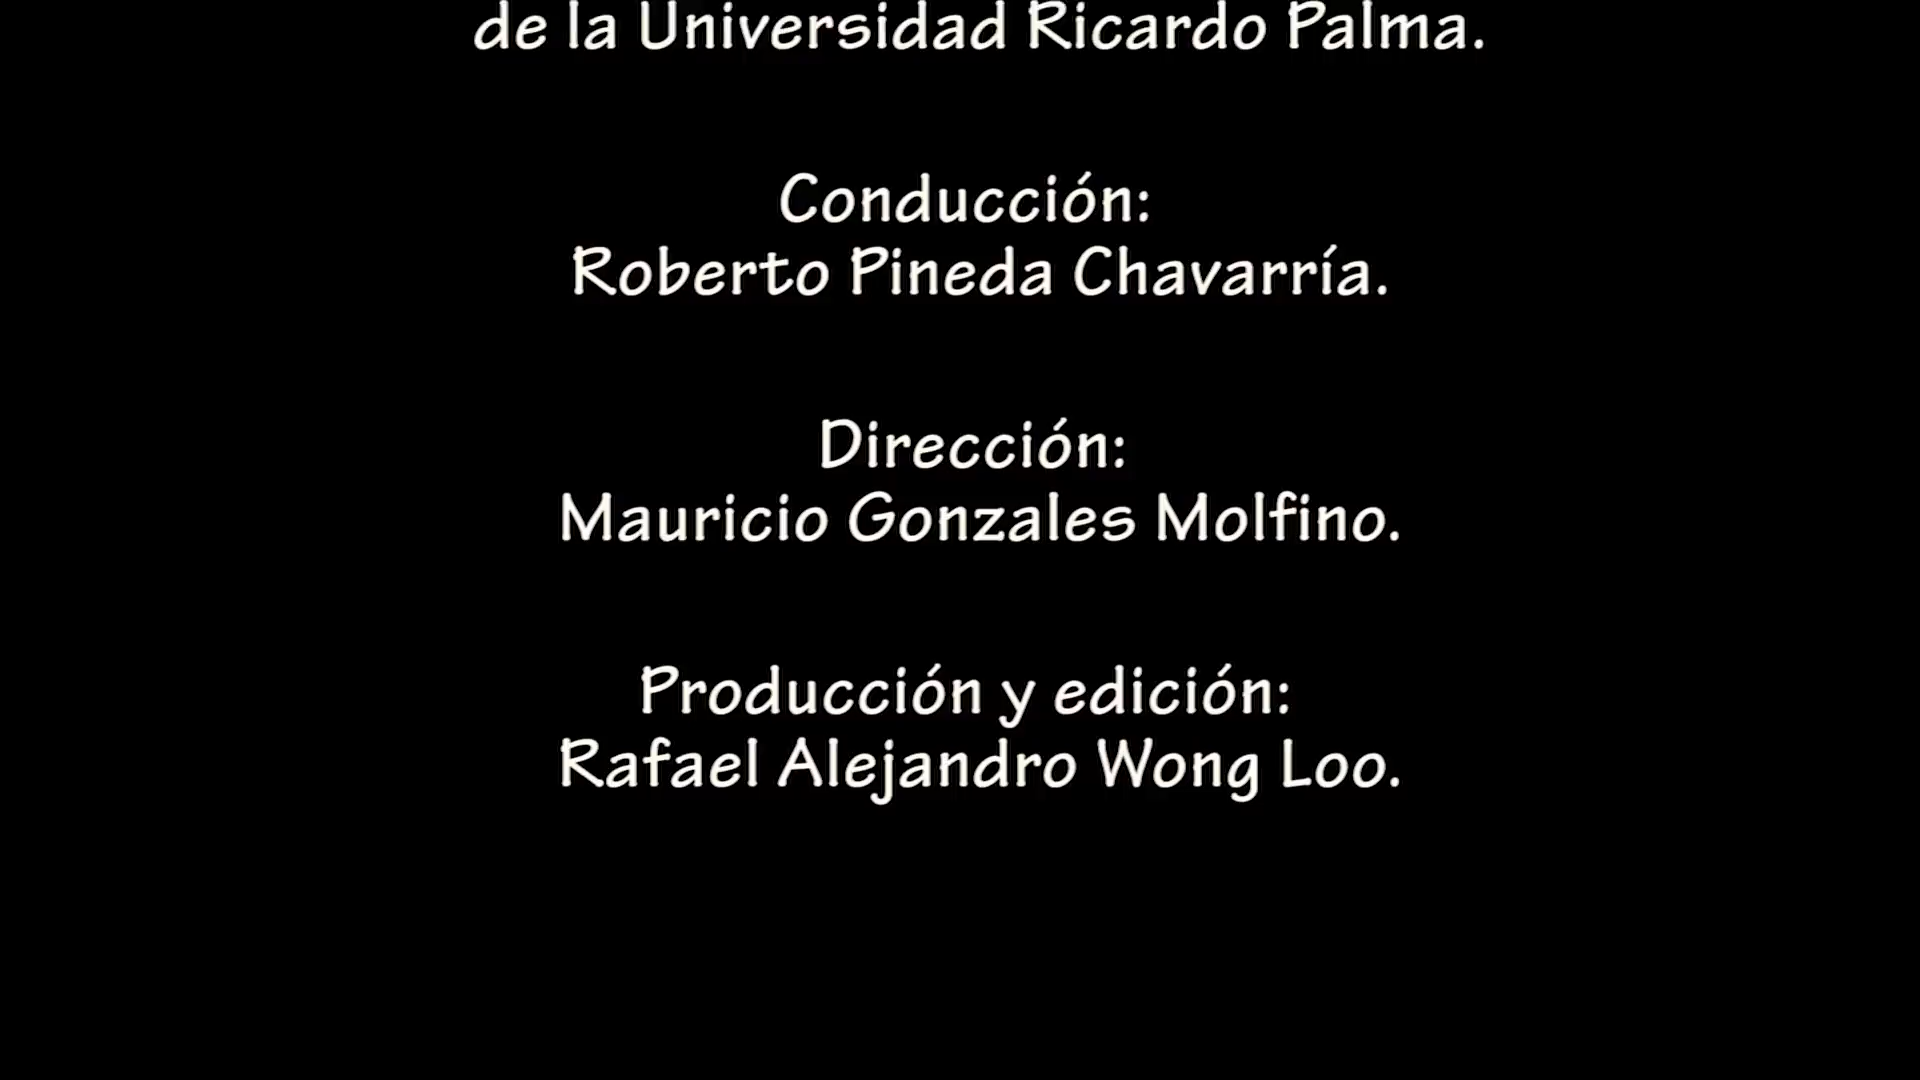 de la Universidad Ricardo Palma.
Conducción:
Roberto Pineda Chavarría.
Dirección:
Mauricio Gonzales Molfino.
Producción y edición:
Rafael Alejandro Wong Loo.